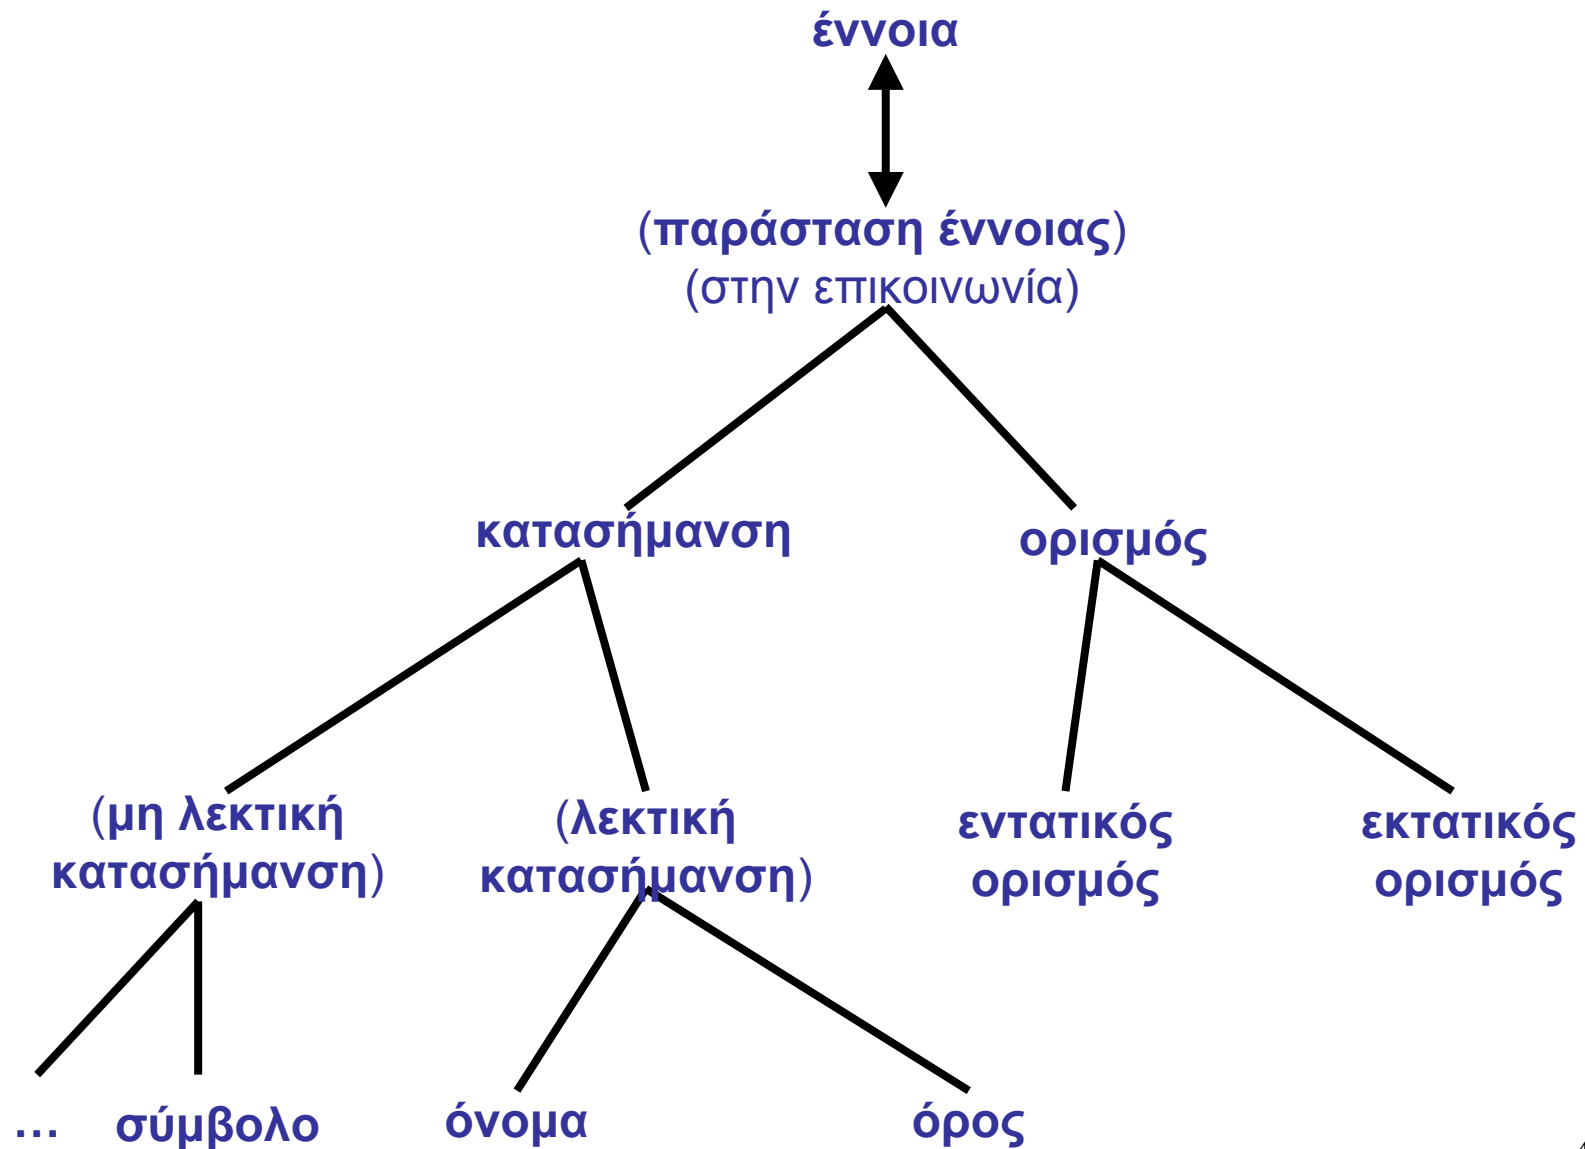 έννοια
(παράσταση έννοιας)
(στην επικοινωνία)
κατασήμανση
ορισμός
(μη λεκτική
κατασήμανση)
(λεκτική
κατασήμανση)
εντατικός
ορισμός
εκτατικός
ορισμός
...
σύμβολο
όνομα
όρος